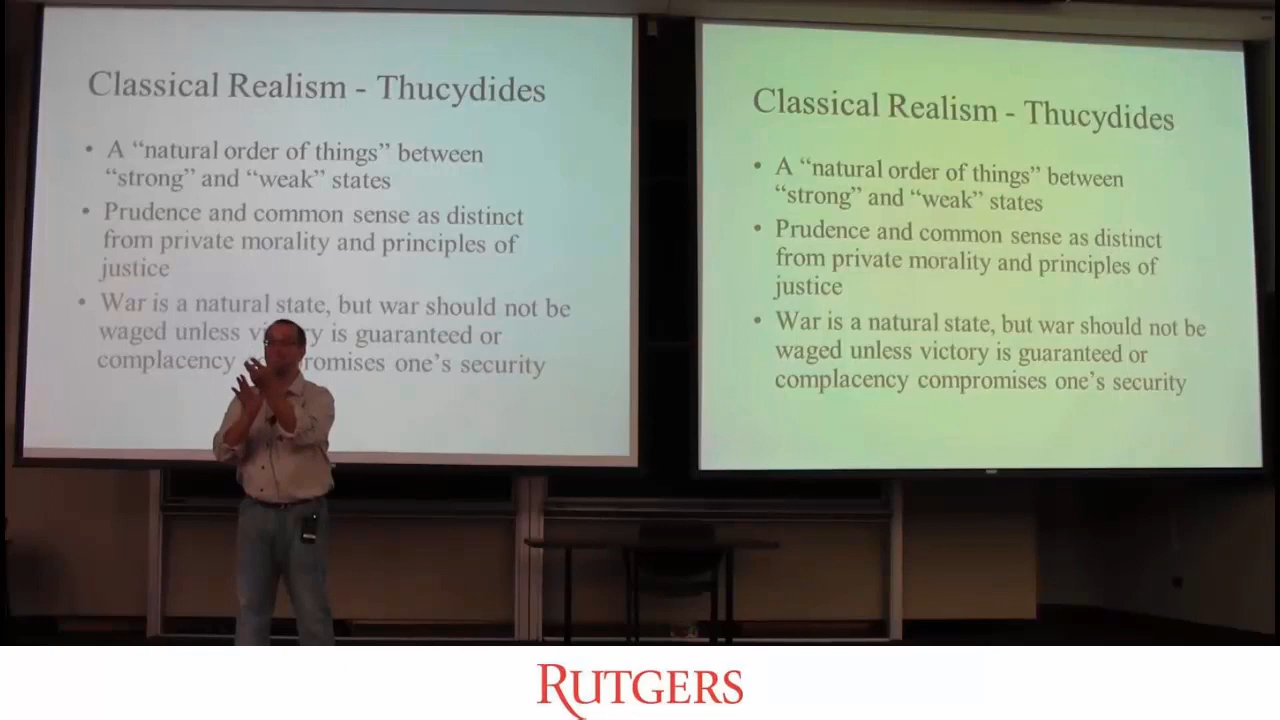 Classical Realism - Thucydides
• A “natural order of things” between
“strong” and “weak” states
• Prudence and common sense as distinct
from private morality and principles of
justice
• War is a natural state, but war should not be
waged unless victory is guaranteed or
complacency compromises one’s security
Classical Realism - Thucydides
• A “natural order of things” between
“strong” and “weak” states
• Prudence and common sense as distinct
from private morality and principles of
justice
• War is a natural state, but war should not be
waged unless victory is guaranteed or
complacency compromises one’s security
RUTGERS